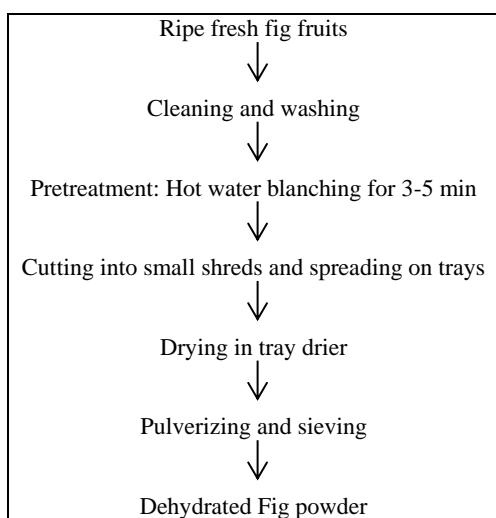 Ripe fresh fig fruits
Cleaning and washing
Pretreatment: Hot water blanching for 3-5 min
Cutting into small shreds and spreading on trays
Drying in tray drier
Pulverizing and sieving
Dehydrated Fig powder